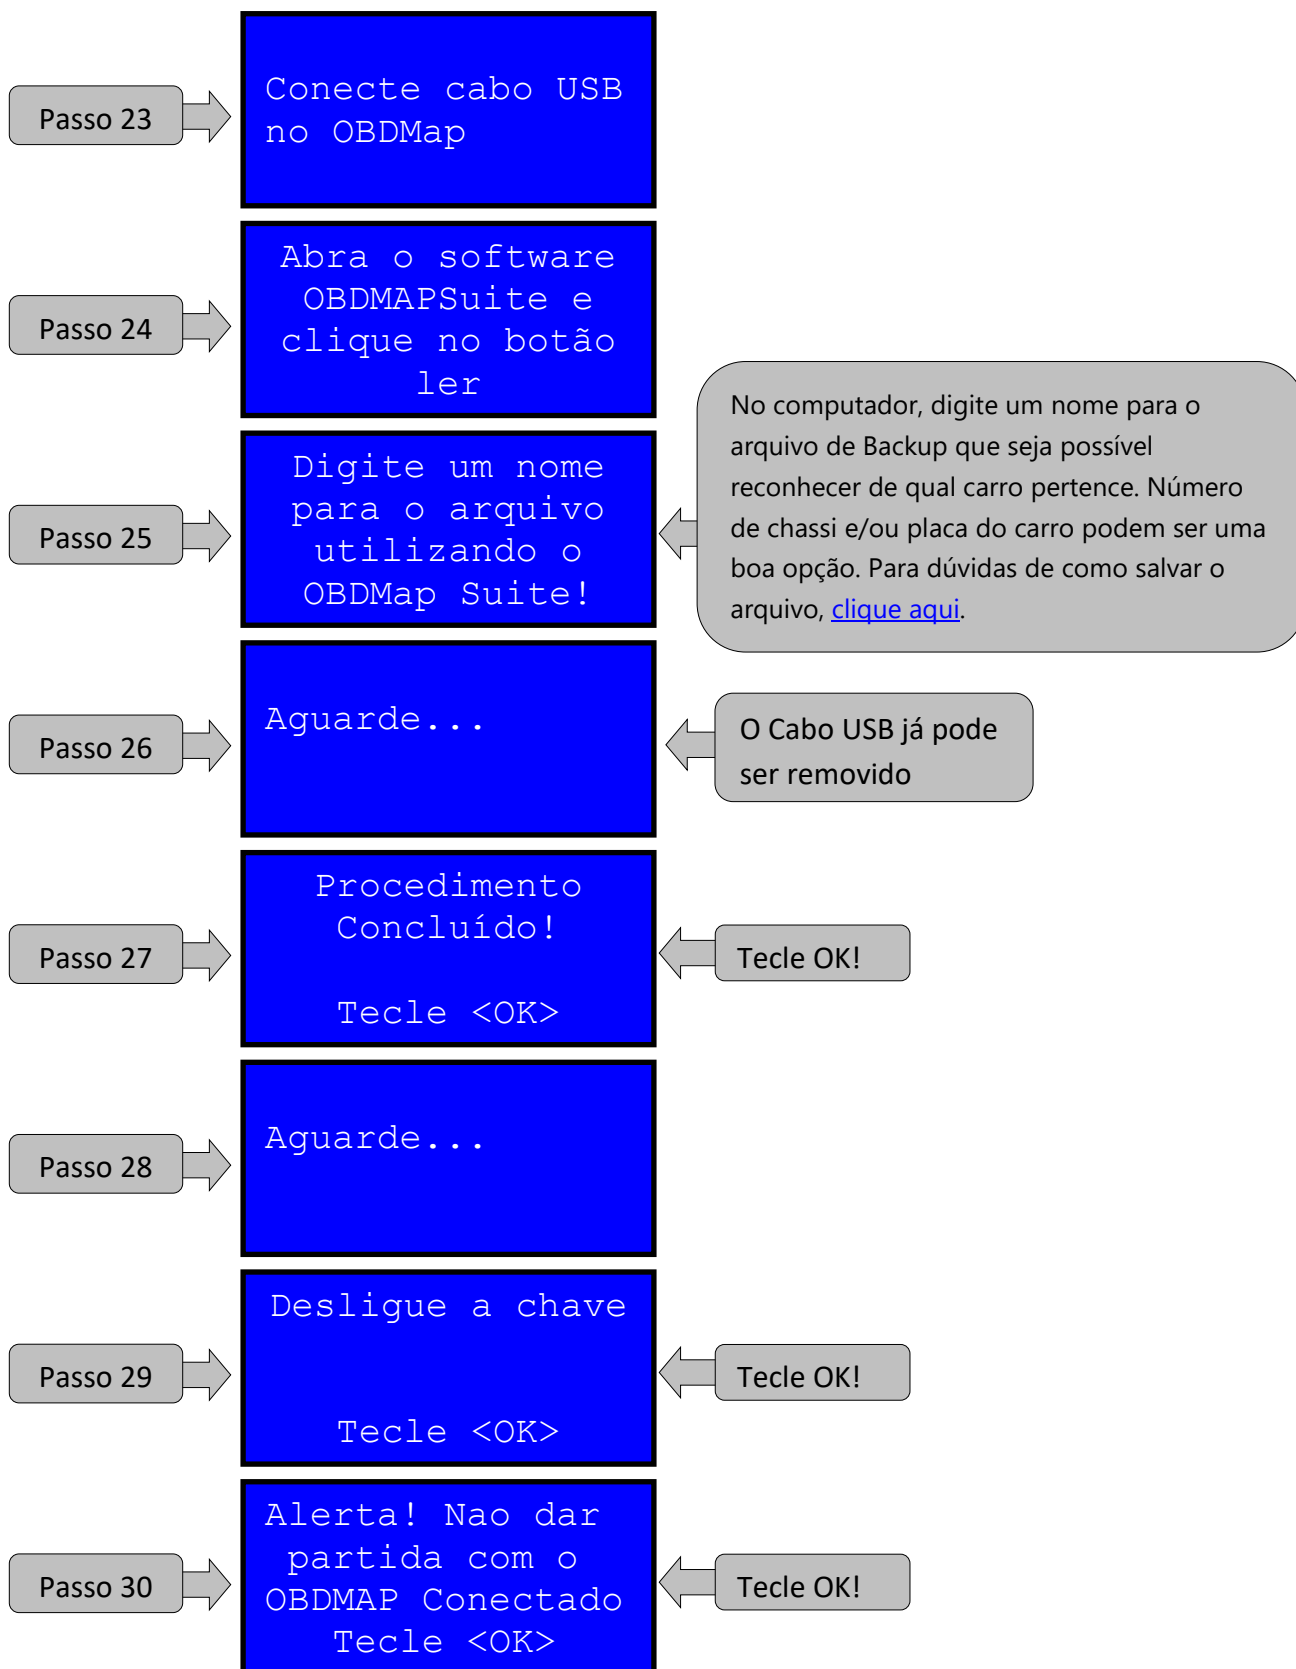 Passo 23
Conecte cabo USB
no OBDMap
Passo 24
Abra o software
OBDMAPSuite e
clique no botão
ler
Passo 25
Digite um nome
para o arquivo
utilizando o
OBDMap Suite!
No computador, digite um nome para o
arquivo de Backup que seja possível
reconhecer de qual carro pertence. Número
de chassi e/ou placa do carro podem ser uma
boa opção. Para dúvidas de como salvar o
arquivo, clique aqui.
Passo 26
Aguarde...
O Cabo USB já pode
ser removido
Passo 27
Procedimento
Concluído!
Tecle <OK>
Tecle OK!
Passo 28
Aguarde...
Passo 29
Desligue a chave
Tecle <OK>
Tecle OK!
Passo 30
Alerta! Nao dar
partida com o
OBDMAP Conectado
Tecle <OK>
Tecle OK!